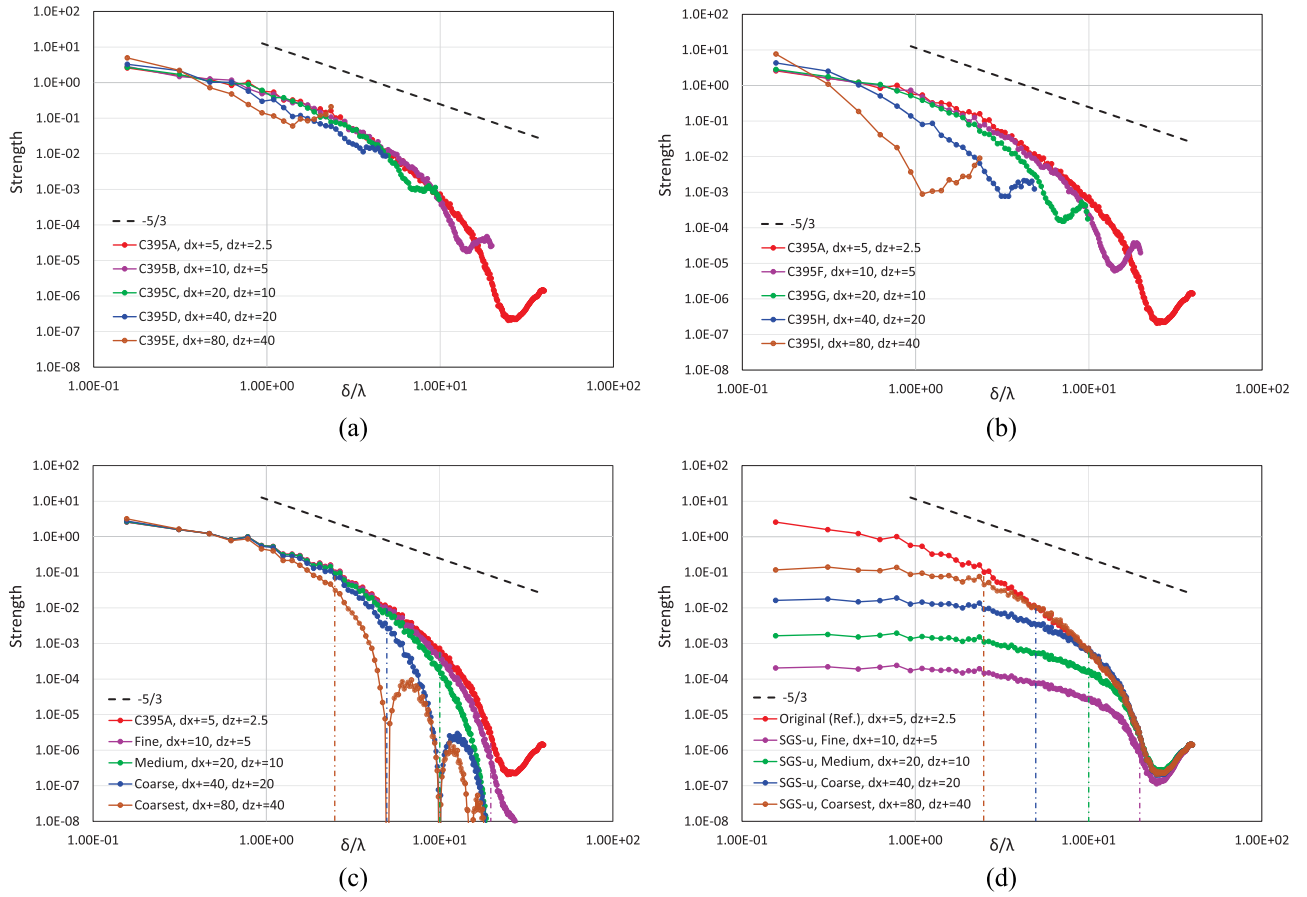 1.0E+02
1.0E+01
1.0E+00
1.0E-01
1.0E-02
1.0E-03
1.0E-04
1.0E-05
1.0E-06
1.0E-07
1.0E-08
Strength
-5/3
C395A, dx+=5, dz+=2.5
C395B, dx+=10, dz+=5
C395C, dx+=20, dz+=10
C395D, dx+=40, dz+=20
C395E, dx+=80, dz+=40
1.00E-01 1.00E+00 1.00E+01 1.00E+02
δ/λ
(a)
1.0E+02
1.0E+01
1.0E+00
1.0E-01
1.0E-02
1.0E-03
1.0E-04
1.0E-05
1.0E-06
1.0E-07
1.0E-08
Strength
-5/3
C395A, dx+=5, dz+=2.5
C395F, dx+=10, dz+=5
C395G, dx+=20, dz+=10
C395H, dx+=40, dz+=20
C395I, dx+=80, dz+=40
1.00E-01 1.00E+00 1.00E+01 1.00E+02
δ/λ
(b)
1.0E+02
1.0E+01
1.0E+00
1.0E-01
1.0E-02
1.0E-03
1.0E-04
1.0E-05
1.0E-06
1.0E-07
1.0E-08
Strength
-5/3
C395A, dx+=5, dz+=2.5
Fine, dx+=10, dz+=5
Medium, dx+=20, dz+=10
Coarse, dx+=40, dz+=20
Coarsest, dx+=80, dz+=40
1.00E-01 1.00E+00 1.00E+01 1.00E+02
δ/λ
(c)
1.0E+02
1.0E+01
1.0E+00
1.0E-01
1.0E-02
1.0E-03
1.0E-04
1.0E-05
1.0E-06
1.0E-07
1.0E-08
Strength
-5/3
Original (Ref.), dx+=5, dz+=2.5
SGS-u, Fine, dx+=10, dz+=5
SGS-u, Medium, dx+=20, dz+=10
SGS-u, Coarse, dx+=40, dz+=20
SGS-u, Coarsest, dx+=80, dz+=40
1.00E-01 1.00E+00 1.00E+01 1.00E+02
δ/λ
(d)